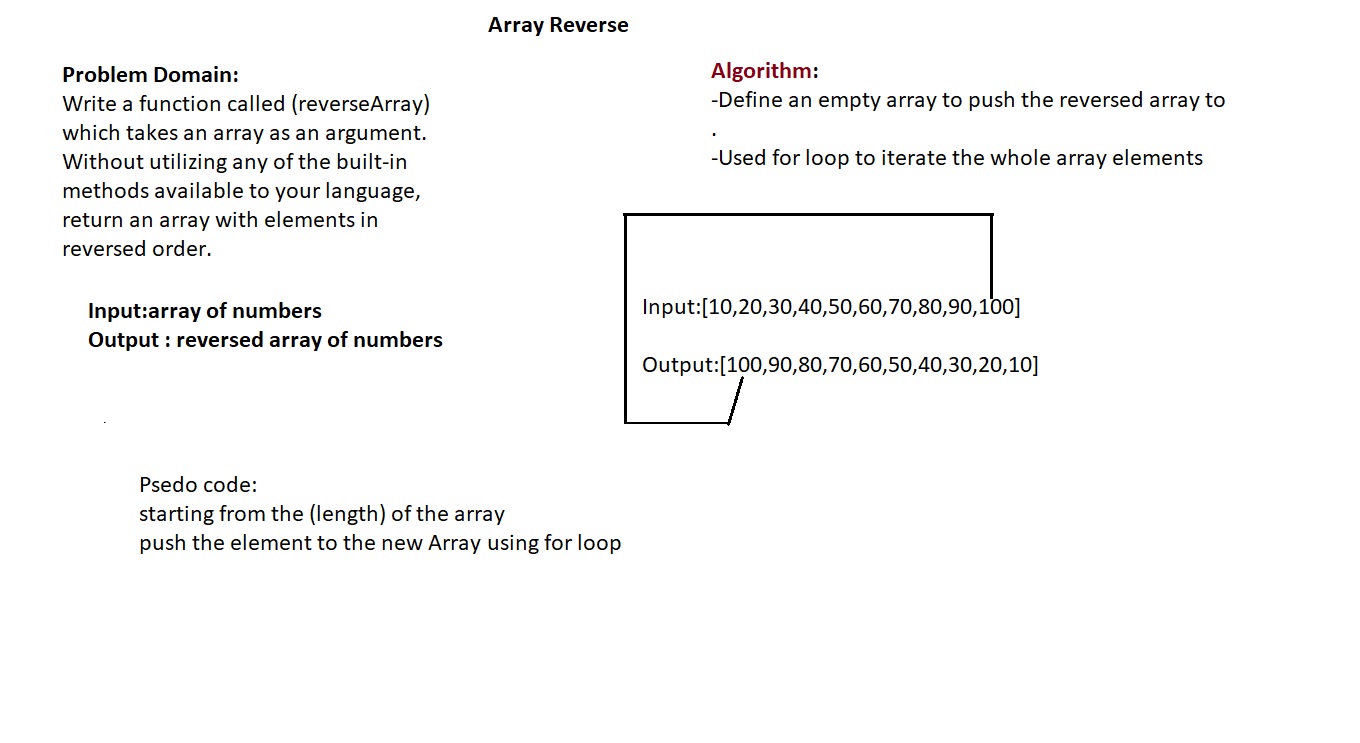 Array Reverse
Problem Domain:
Write a function called (reverseArray)
which takes an array as an argument.
Without utilizing any of the built-in
methods available to your language,
return an array with elements in
reversed order.
Input:array of numbers
Output : reversed array of numbers
Algorithm:
-Define an empty array to push the reversed array to
.
-Used for loop to iterate the whole array elements
Input:[10,20,30,40,50,60,70,80,90,100]
Output:[100,90,80,70,60,50,40,30,20,10]
Psedo code:
starting from the (length) of the array
push the element to the new Array using for loop